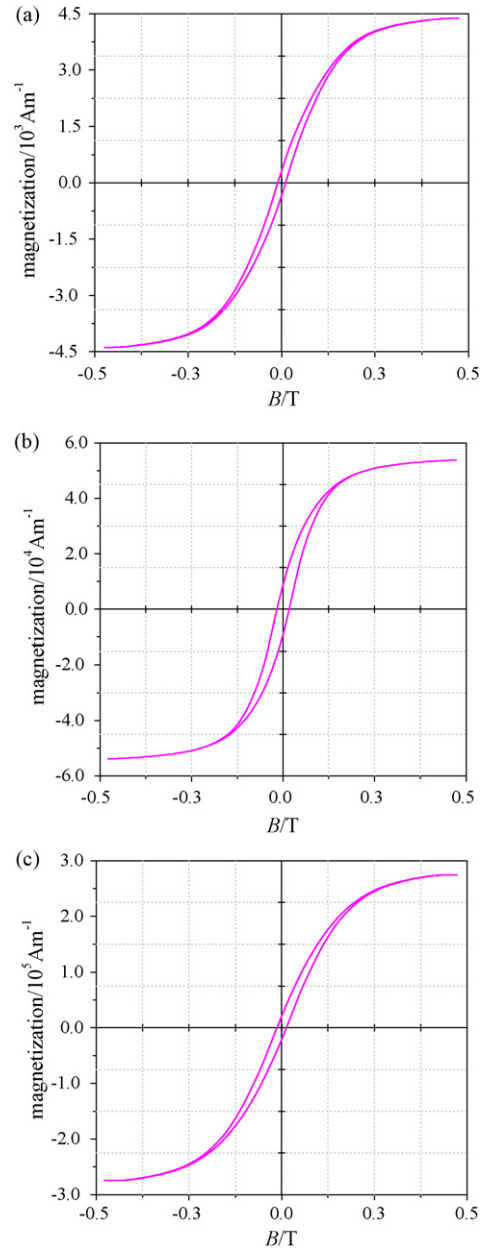 (a)
4.5
3.0
1.5
0.0
-1.5
-3.0
-4.5
magnetization/10³Am⁻¹
-0.5 -0.3 0.0 0.3 0.5
B/T
(b)
6.0
4.0
2.0
0.0
-2.0
-4.0
-6.0
magnetization/10⁴Am⁻¹
-0.5 -0.3 0.0 0.3 0.5
B/T
(c)
3.0
2.0
1.0
0.0
-1.0
-2.0
-3.0
magnetization/10⁵Am⁻¹
-0.5 -0.3 0.0 0.3 0.5
B/T